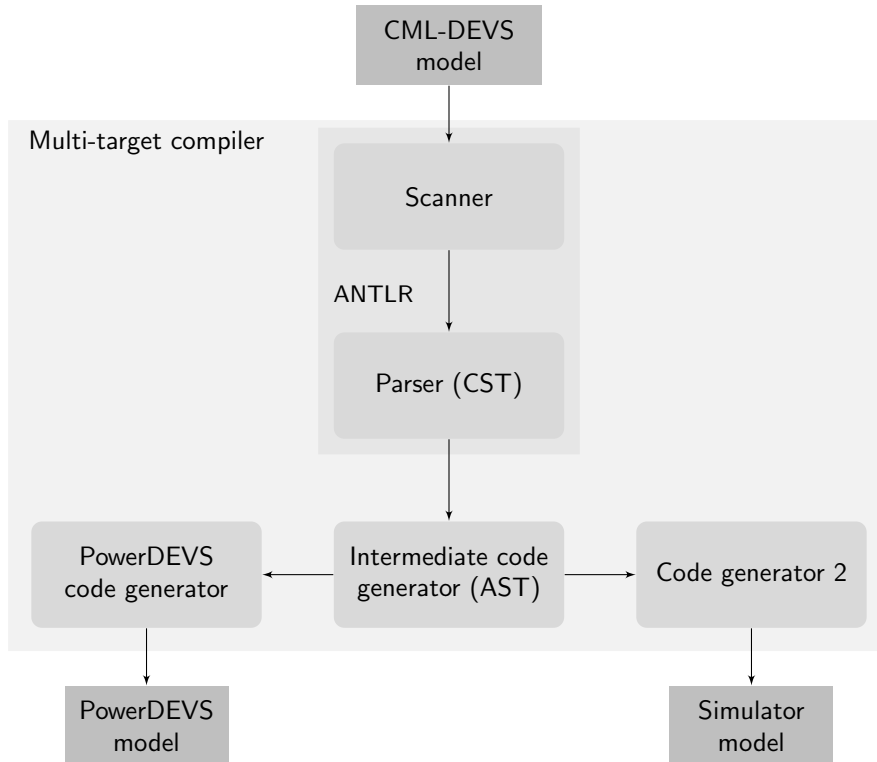 CML-DEVS
model
Multi-target compiler
Scanner
ANTLR
Parser (CST)
PowerDEVS
code generator
Intermediate code
generator (AST)
Code generator 2
PowerDEVS
model
Simulator
model